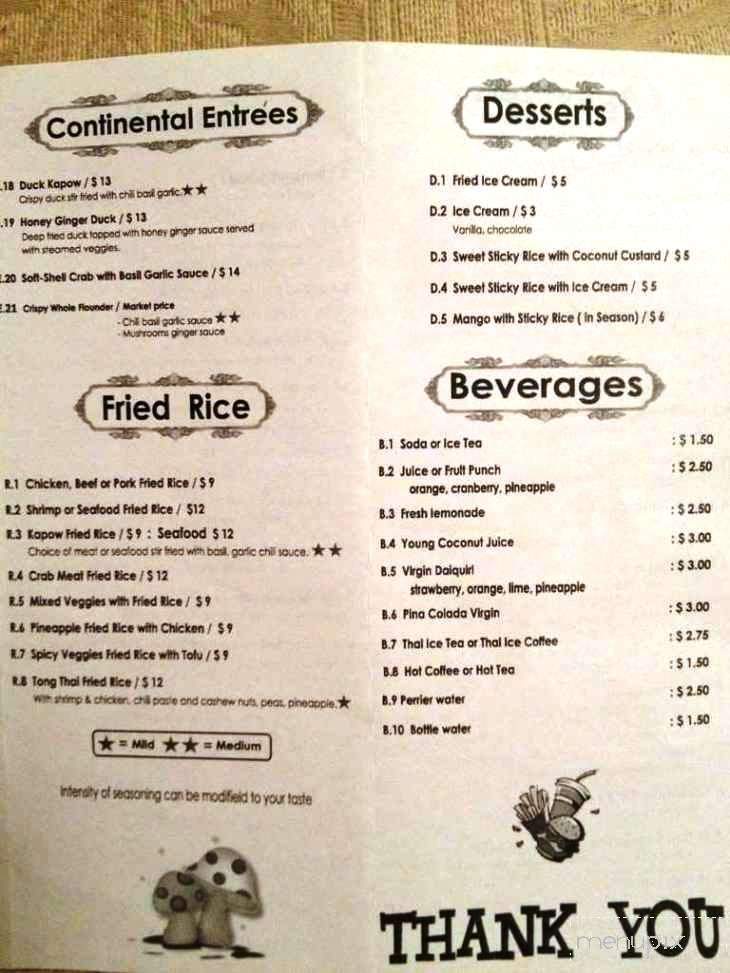 Continental Entrées
.18 Duck Kapow / $ 13
Crispy duck stir fried with chili basil garlic.★★
.19 Honey Ginger Duck / $ 13
Deep fried duck topped with honey ginger sauce served
with steamed veggies.
E.20 Soft-Shell Crab with Basil Garlic Sauce / $ 14
E.21 Crispy Whole Flounder / Market price
- Chili basil garlic sauce ★★
- Mushrooms ginger sauce
Fried Rice
R.1 Chicken, Beef or Pork Fried Rice / $ 9
R.2 Shrimp or Seafood Fried Rice / $12
R.3 Kapow Fried Rice / $ 9 : Seafood $ 12
Choice of meat or seafood stir fried with basil, garlic chili sauce. ★★
R.4 Crab Meat Fried Rice / $ 12
R.5 Mixed Veggies with Fried Rice / $ 9
R.6 Pineapple Fried Rice with Chicken / $ 9
R.7 Spicy Veggies Fried Rice with Tofu / $ 9
R.8 Tong Thai Fried Rice / $ 12
With shrimp & chicken, chili paste and cashew nuts, peas, pineapple.★
★ = Mild ★★ = Medium
Intensity of seasoning can be modifield to your taste
Desserts
D.1 Fried Ice Cream / $ 5
D.2 Ice Cream / $ 3
Vanilla, chocolate
D.3 Sweet Sticky Rice with Coconut Custard / $ 5
D.4 Sweet Sticky Rice with Ice Cream / $ 5
D.5 Mango with Sticky Rice ( in Season) / $ 6
Beverages
B.1 Soda or Ice Tea : $ 1.50
B.2 Juice or Fruit Punch : $ 2.50
orange, cranberry, pineapple
B.3 Fresh lemonade : $ 2.50
B.4 Young Coconut Juice : $ 3.00
B.5 Virgin Daiquiri : $ 3.00
strawberry, orange, lime, pineapple
B.6 Pina Colada Virgin : $ 3.00
B.7 Thai Ice Tea or Thai Ice Coffee : $ 2.75
B.8 Hot Coffee or Hot Tea : $ 1.50
B.9 Perrier water : $ 2.50
B.10 Bottle water : $ 1.50
THANK YOU
menupix